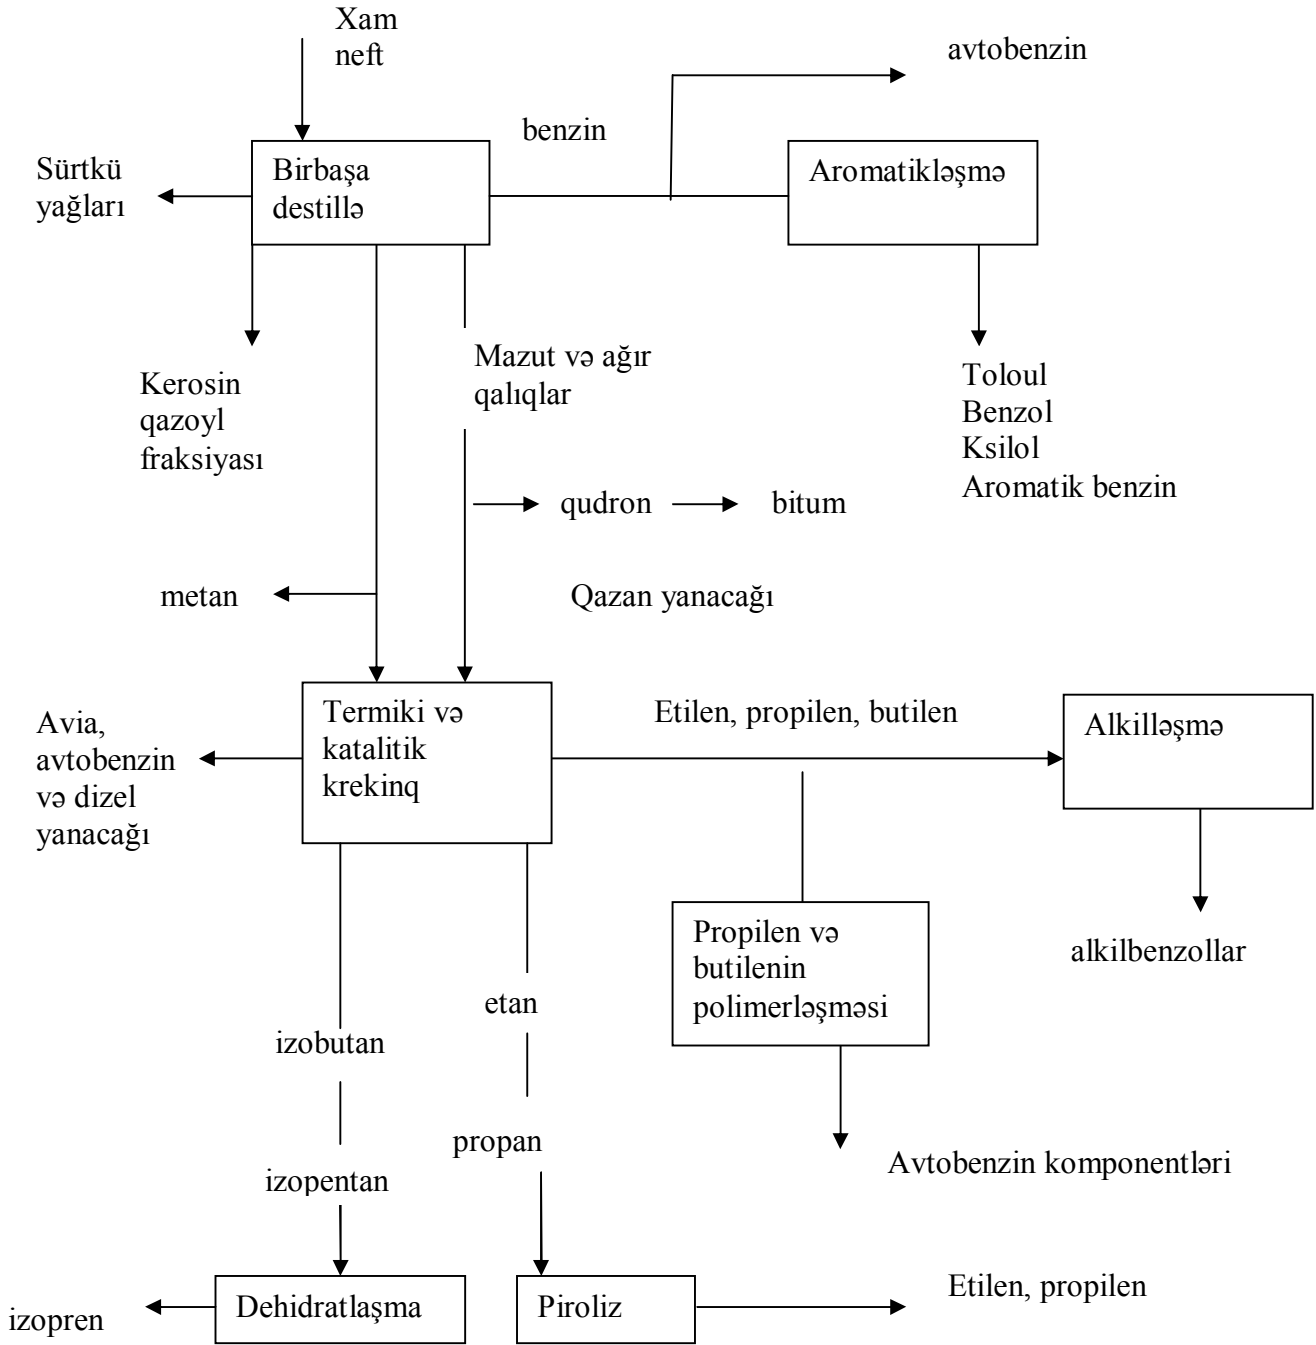 Xam
neft
avtobenzin
benzin
Sürtkü
yağları
Birbaşa
destillə
Aromatikləşmə
Kerosin
qazoyl
fraksiyası
Mazut və ağır
qalıqlar
Toloul
Benzol
Ksilol
Aromatik benzin
qudron
bitum
metan
Qazan yanacağı
Avia,
avtobenzin
və dizel
yanacağı
Termiki və
katalitik
krekinq
Etilen, propilen, butilen
Alkilləşmə
Propilen və
butilenin
polimerləşməsi
alkilbenzollar
etan
izobutan
propan
Avtobenzin komponentləri
izopentan
izopren
Dehidratlaşma
Piroliz
Etilen, propilen